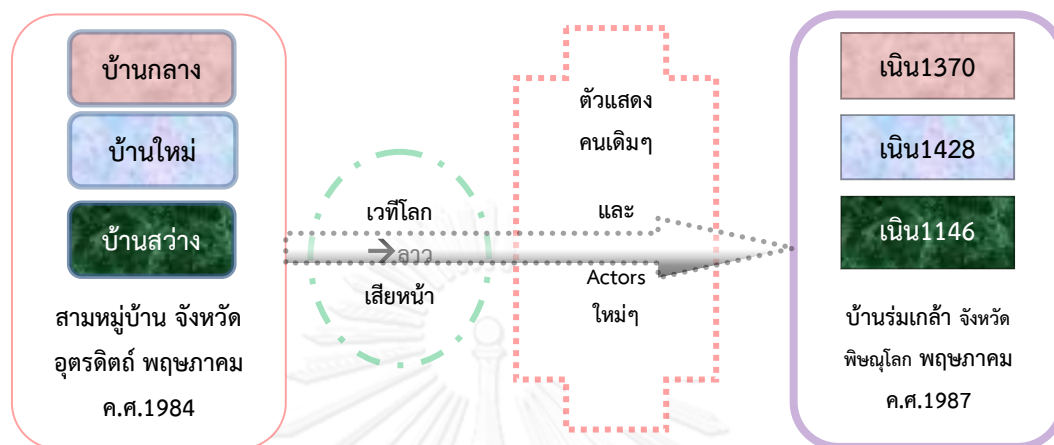 บ้านกลาง
บ้านใหม่
บ้านสว่าง
สามหมู่บ้าน จังหวัด
อุตรดิตถ์ พฤษภาคม
ค.ศ.1984
เวทีโลก
→ลาว
เสียหน้า
ตัวแสดง
คนเดิมๆ
และ
Actors
ใหม่ๆ
เนิน1370
เนิน1428
เนิน1146
บ้านร่มเกล้า จังหวัด
พิษณุโลก พฤษภาคม
ค.ศ.1987